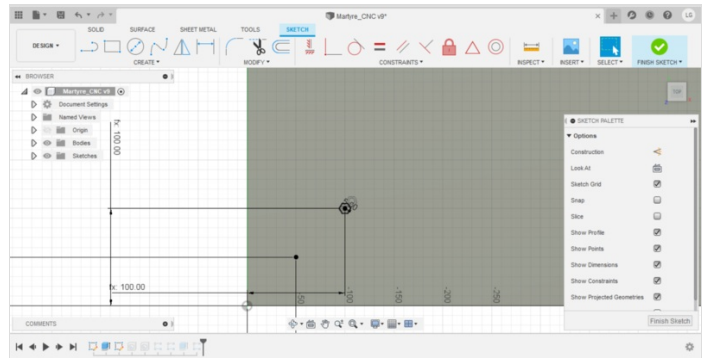 Martyre_CNC v9*
LG
SOLID SURFACE SHEET METAL TOOLS SKETCH
DESIGN
CREATE MODIFY CONSTRAINTS INSPECT INSERT SELECT FINISH SKETCH
BROWSER
Martyre_CNC v9
Document Settings
Named Views
Origin
Bodies
Sketches
TOP
SKETCH PALETTE
Options
Construction
Look At
Sketch Grid
Snap
Slice
Show Profile
Show Points
Show Dimensions
Show Constraints
Show Projected Geometries
Finish Sketch
fx: 100.00
fx: 100.00
50
-100
-150
-200
-250
COMMENTS